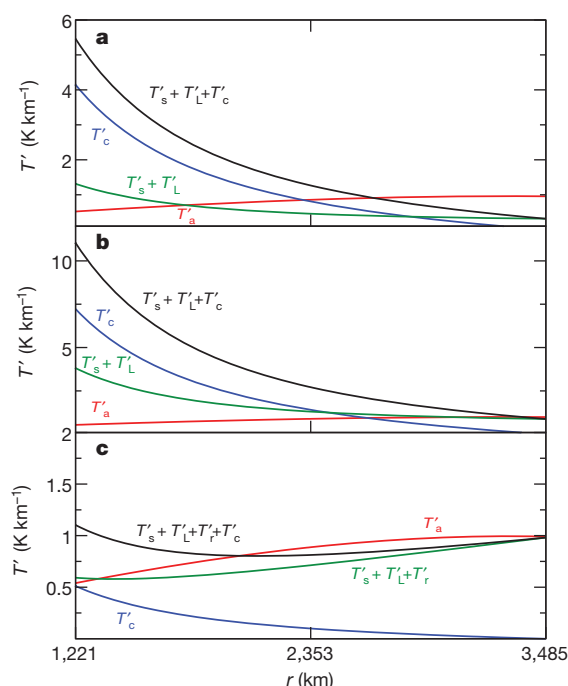 6
a
T′s + T′L+T′c
4
T′c
T′ (K km–1)
2
T′s + T′L
T′a
b
10
T′s + T′L+T′c
T′c
T′ (K km–1)
5
T′s + T′L
T′a
2
c
1.5
T′s + T′L+T′r+T′c
T′a
T′ (K km–1)
1
T′s + T′L+T′r
0.5
T′c
1,221
2,353
3,485
r (km)